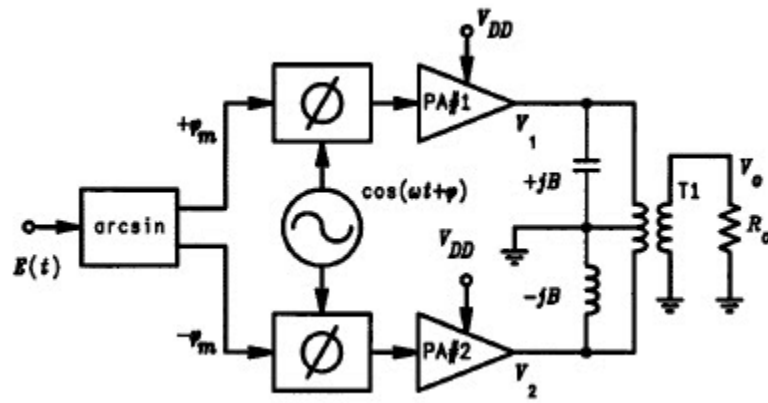 V_DD
Ø
PA#1
V_1
+φ_m
+jB
cos(ωt+φ)
V_o
T1
arcsin
R_o
E(t)
V_DD
-jB
-φ_m
Ø
PA#2
V_2